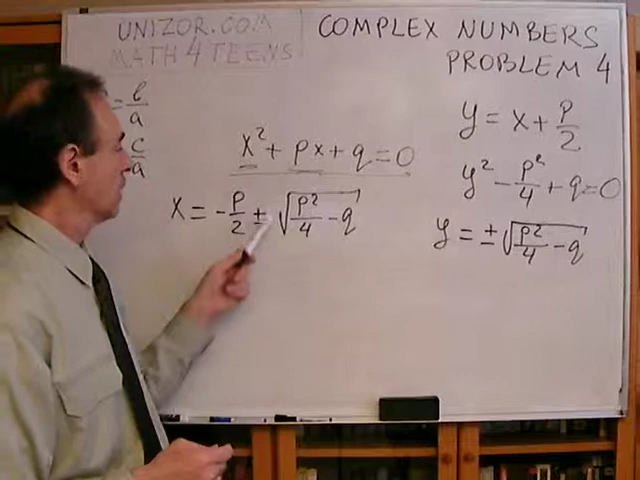 UNIZOR.COM
MATH 4 TEENS
COMPLEX NUMBERS
PROBLEM 4
= b/a
c/a
x² + px + q = 0
x = -p/2 ± √(p²/4 - q)
y = x + p/2
y² - p²/4 + q = 0
y = ± √(p²/4 - q)